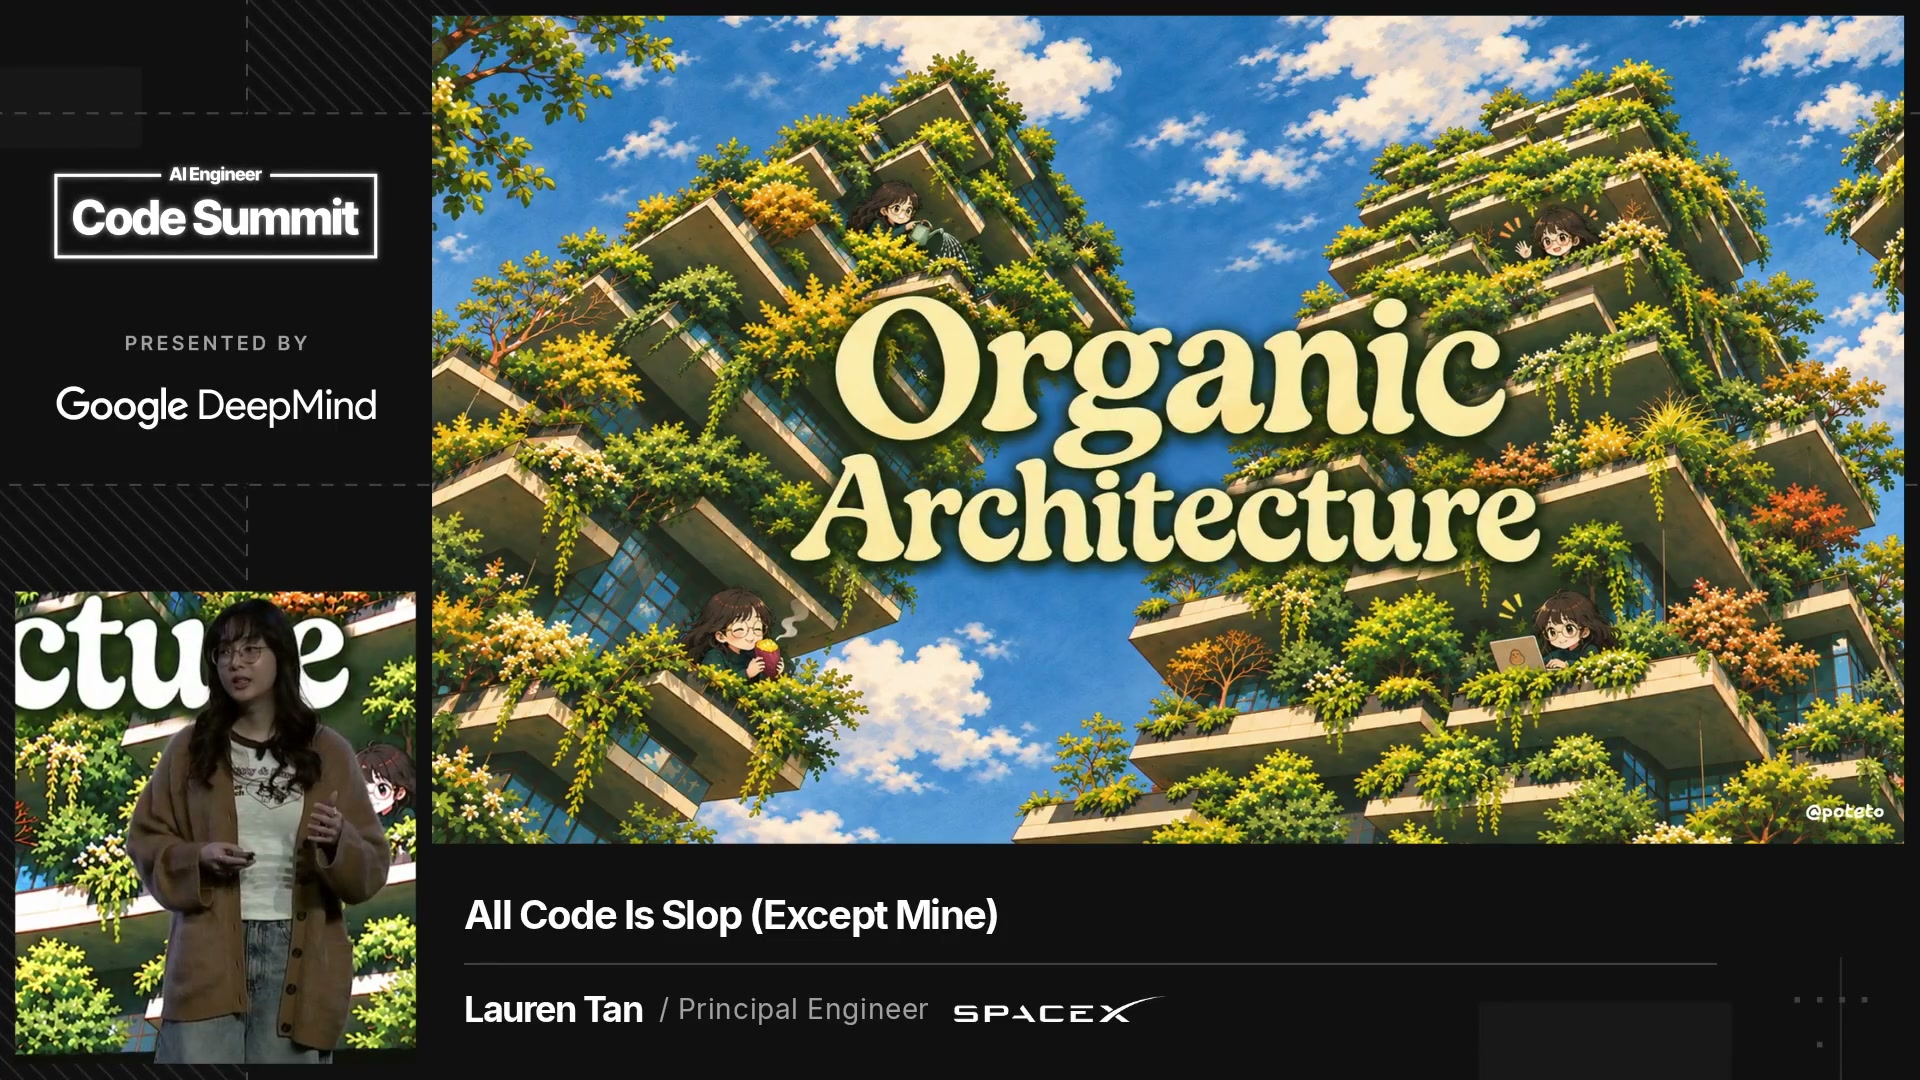 AI Engineer
Code Summit
PRESENTED BY
Google DeepMind
Organic
Architecture
@poteto
cture
All Code Is Slop (Except Mine)
Lauren Tan / Principal Engineer SPACEX